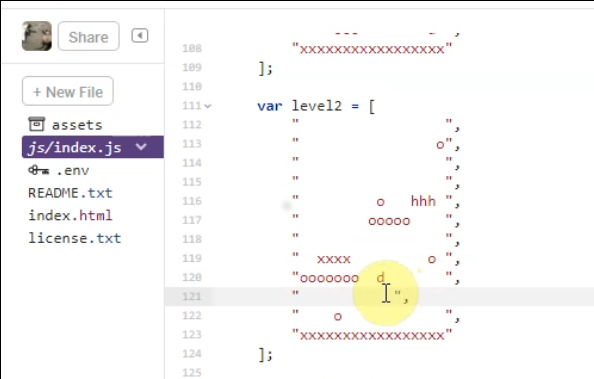 Share
+ New File
assets
js/index.js
.env
README.txt
index.html
license.txt
108 "xxxxxxxxxxxxxxxxx"
109 ];
110
111 var level2 = [
112 "                 ",
113 "                o",
114 "                 ",
115 "                 ",
116 "         o   hhh ",
117 "        ooooo    ",
118 "                 ",
119 "  xxxx         o ",
120 "ooooooo  d       ",
121 "           ",
122 "    o            ",
123 "xxxxxxxxxxxxxxxxx"
124 ];
125